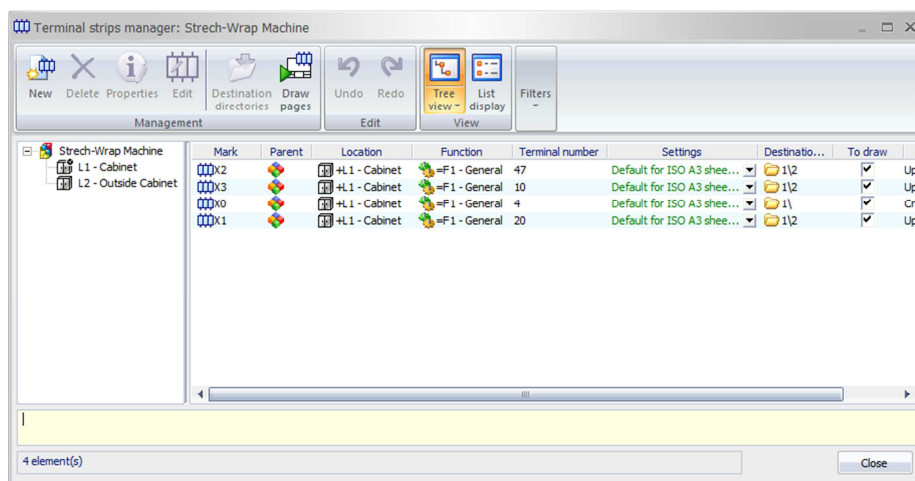 Terminal strips manager: Strech-Wrap Machine
New Delete Properties Edit Destination directories Draw pages Undo Redo Tree view List display Filters
Management Edit View
Strech-Wrap Machine
L1 - Cabinet
L2 - Outside Cabinet
Mark Parent Location Function Terminal number Settings Destinatio... To draw
X2 +L1 - Cabinet =F1 - General 47 Default for ISO A3 shee... 1\2 Up
X3 +L1 - Cabinet =F1 - General 10 Default for ISO A3 shee... 1\2 Up
X0 +L1 - Cabinet =F1 - General 4 Default for ISO A3 shee... 1\ Cr
X1 +L1 - Cabinet =F1 - General 20 Default for ISO A3 shee... 1\2 Up
4 element(s)
Close